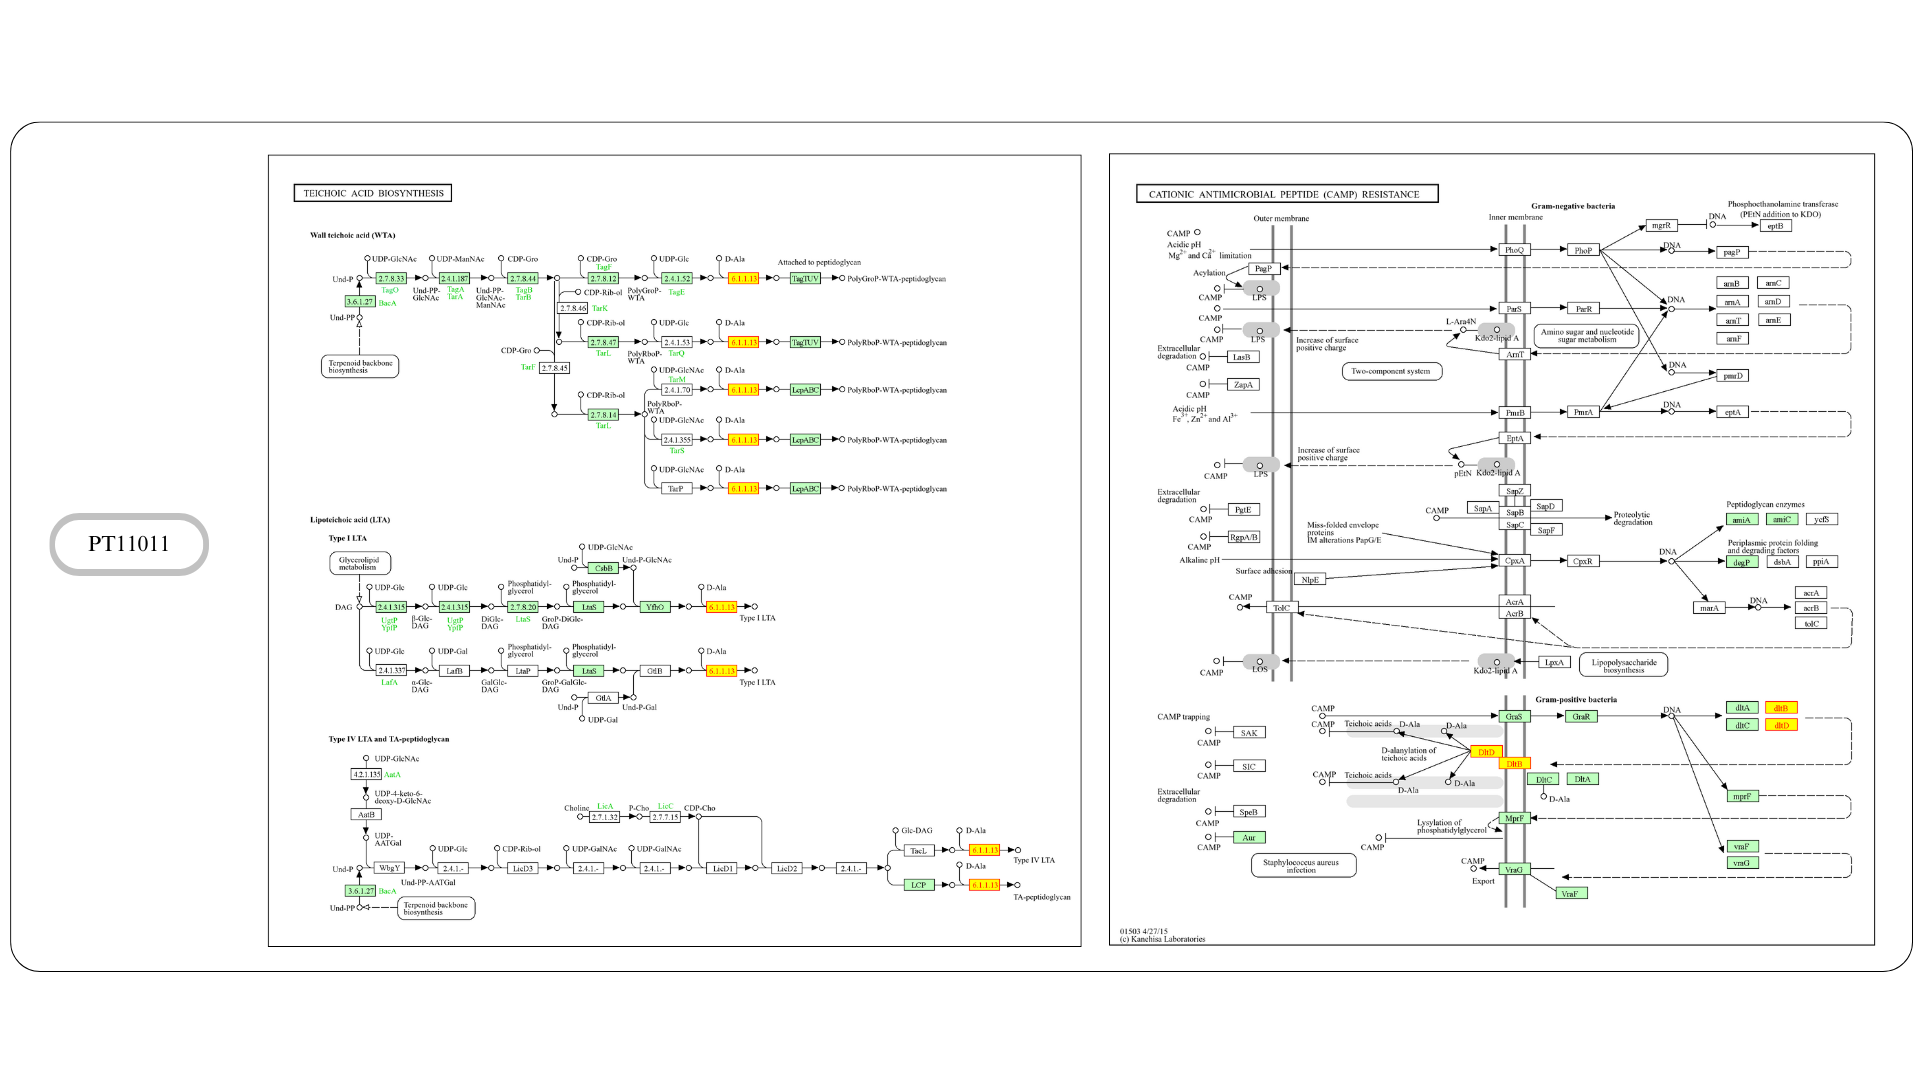 PT11011
TEICHOIC ACID BIOSYNTHESIS
Wall teichoic acid (WTA)
UDP-GlcNAc UDP-ManNAc CDP-Gro CDP-Gro UDP-Glc D-Ala Attached to peptidoglycan
TagF
Und-P 2.7.8.33 2.4.1.187 2.7.8.44 2.7.8.12 2.4.1.52 6.1.1.13 TagTUV PolyGroP-WTA-peptidoglycan
TagO Und-PP-GlcNAc TagA TarA Und-PP-GlcNAc-ManNAc TagB TarB PolyGroP-WTA TagE
3.6.1.27 BacA
CDP-Rib-ol
2.7.8.46 TarK
Und-PP
Terpenoid backbone
biosynthesis
CDP-Rib-ol UDP-Glc D-Ala
2.7.8.47 2.4.1.53 6.1.1.13 TagTUV PolyRboP-WTA-peptidoglycan
TarL PolyRboP-WTA TarQ
CDP-Gro
TarF 2.7.8.45
UDP-GlcNAc D-Ala
TarM
2.4.1.70 6.1.1.13 LcpABC PolyRboP-WTA-peptidoglycan
CDP-Rib-ol
PolyRboP-WTA
2.7.8.14
TarL
UDP-GlcNAc D-Ala
2.4.1.355 6.1.1.13 LcpABC PolyRboP-WTA-peptidoglycan
TarS
UDP-GlcNAc D-Ala
TarP 6.1.1.13 LcpABC PolyRboP-WTA-peptidoglycan
Lipoteichoic acid (LTA)
Type I LTA
Glycerolipid
metabolism
UDP-GlcNAc
Und-P Und-P-GlcNAc
CsbB
UDP-Glc UDP-Glc Phosphatidyl-glycerol Phosphatidyl-glycerol D-Ala
DAG 2.4.1.315 2.4.1.315 2.7.8.20 LtaS YfhO 6.1.1.13
UgtP YpfP β-Glc-DAG UgtP YpfP DiGlc-DAG LtaS GroP-DiGlc-DAG Type I LTA
UDP-Glc UDP-Gal Phosphatidyl-glycerol Phosphatidyl-glycerol D-Ala
2.4.1.337 LafB LtaP LtaS GtlB 6.1.1.13
LafA α-Glc-DAG GalGlc-DAG GroP-GalGlc-DAG Type I LTA
GtlA
Und-P Und-P-Gal
UDP-Gal
Type IV LTA and TA-peptidoglycan
UDP-GlcNAc
4.2.1.135 AatA
UDP-4-keto-6-
deoxy-D-GlcNAc
AatB
UDP-
AATGal
Choline LicA P-Cho LicC CDP-Cho
2.7.1.32 2.7.7.15
Glc-DAG D-Ala
TacL 6.1.1.13
Type IV LTA
UDP-Glc CDP-Rib-ol UDP-GalNAc UDP-GalNAc
Und-P WbgY 2.4.1.- LicD3 2.4.1.- 2.4.1.- LicD1 LicD2 2.4.1.-
D-Ala
Und-PP-AATGal
3.6.1.27 BacA
LCP 6.1.1.13
TA-peptidoglycan
Und-PP Terpenoid backbone
biosynthesis
CATIONIC ANTIMICROBIAL PEPTIDE (CAMP) RESISTANCE
Gram-negative bacteria
Outer membrane Inner membrane
Phosphoethanolamine transferase
(PEtN addition to KDO)
mgrR DNA eptB
CAMP
Acidic pH
Mg2+ and Ca2+ limitation
PhoQ PhoP DNA pagP
PagP
Acylation
CAMP LPS
arnB arnC
arnA arnD
arnT arnE
arnF
CAMP ParS ParR DNA
L-Ara4N
CAMP LPS Kdo2-lipid A
Increase of surface
positive charge
Amino sugar and nucleotide
sugar metabolism
Extracellular
degradation LasB
CAMP
ArnT
Two-component system
ZapA
CAMP
DNA
pmrD
Acidic pH
Fe3+, Zn2+ and Al3+
PmrB PmrA DNA eptA
EptA
Increase of surface
positive charge
CAMP LPS pEtN Kdo2-lipid A
Extracellular
degradation
PgtE
CAMP
SapZ
SapA SapB SapD
SapC SapF
CAMP
Proteolytic
degradation
Peptidoglycan enzymes
amiA amiC ycfS
Miss-folded envelope
proteins
IM alterations PapG/E
RgpA/B
CAMP
Periplasmic protein folding
and degrading factors
degP dsbA ppiA
Alkaline pH CpxA CpxR DNA
Surface adhesion
NlpE
acrA
CAMP TolC AcrA
AcrB
marA DNA acrB
tolC
CAMP LOS Kdo2-lipid A LpxA
Lipopolysaccharide
biosynthesis
Gram-positive bacteria
CAMP trapping
CAMP GraS GraR DNA
dltA dltB
dltC dltD
SAK
CAMP
CAMP Teichoic acids D-Ala D-Ala
D-alanylation of
teichoic acids
DltD
DltB
SIC
CAMP
CAMP Teichoic acids D-Ala
D-Ala
DltC DltA
D-Ala
Extracellular
degradation
SpeB
CAMP
mprF
MprF
Lysylation of
phosphatidylglycerol
Aur
CAMP
CAMP
vraF
vraG
Staphylococcus aureus
infection
CAMP
Export
VraG
VraF
01503 4/27/15
(c) Kanehisa Laboratories